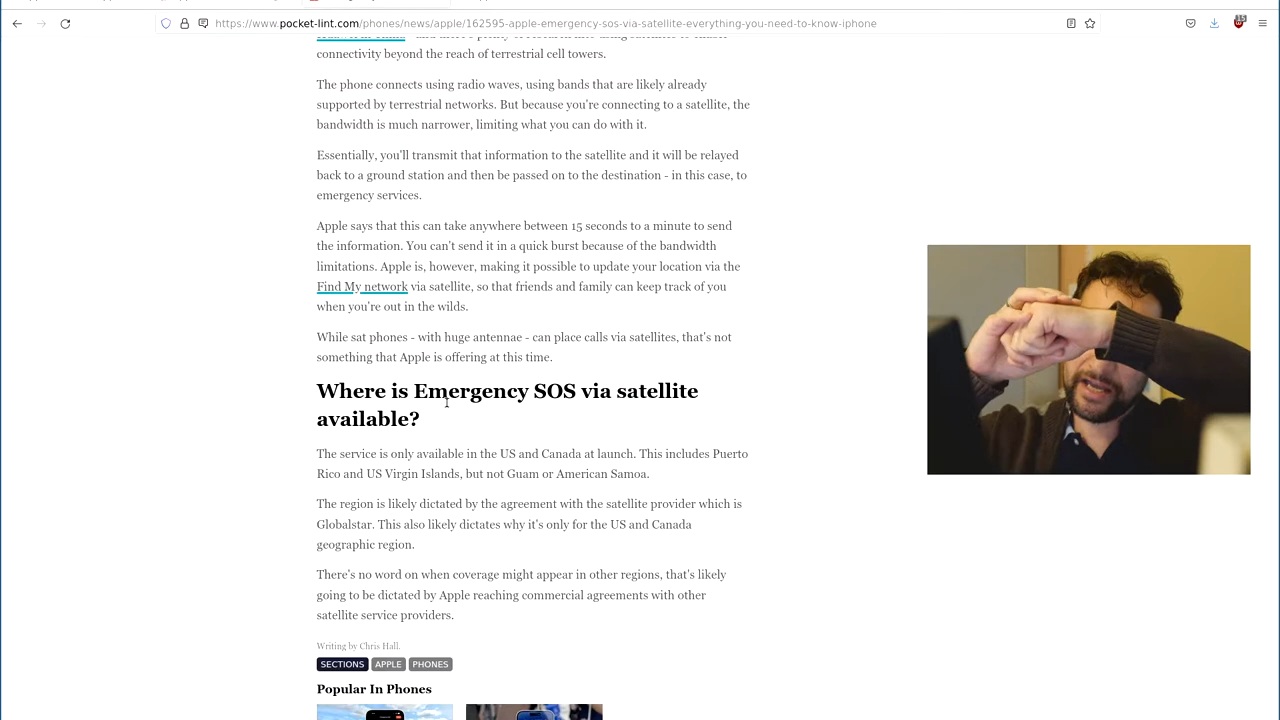 https://www.pocket-lint.com/phones/news/apple/162595-apple-emergency-sos-via-satellite-everything-you-need-to-know-iphone
connectivity beyond the reach of terrestrial cell towers.
The phone connects using radio waves, using bands that are likely already
supported by terrestrial networks. But because you're connecting to a satellite, the
bandwidth is much narrower, limiting what you can do with it.
Essentially, you'll transmit that information to the satellite and it will be relayed
back to a ground station and then be passed on to the destination - in this case, to
emergency services.
Apple says that this can take anywhere between 15 seconds to a minute to send
the information. You can't send it in a quick burst because of the bandwidth
limitations. Apple is, however, making it possible to update your location via the
Find My network via satellite, so that friends and family can keep track of you
when you're out in the wilds.
While sat phones - with huge antennae - can place calls via satellites, that's not
something that Apple is offering at this time.
Where is Emergency SOS via satellite
available?
The service is only available in the US and Canada at launch. This includes Puerto
Rico and US Virgin Islands, but not Guam or American Samoa.
The region is likely dictated by the agreement with the satellite provider which is
Globalstar. This also likely dictates why it's only for the US and Canada
geographic region.
There's no word on when coverage might appear in other regions, that's likely
going to be dictated by Apple reaching commercial agreements with other
satellite service providers.
Writing by Chris Hall.
SECTIONS APPLE PHONES
Popular In Phones